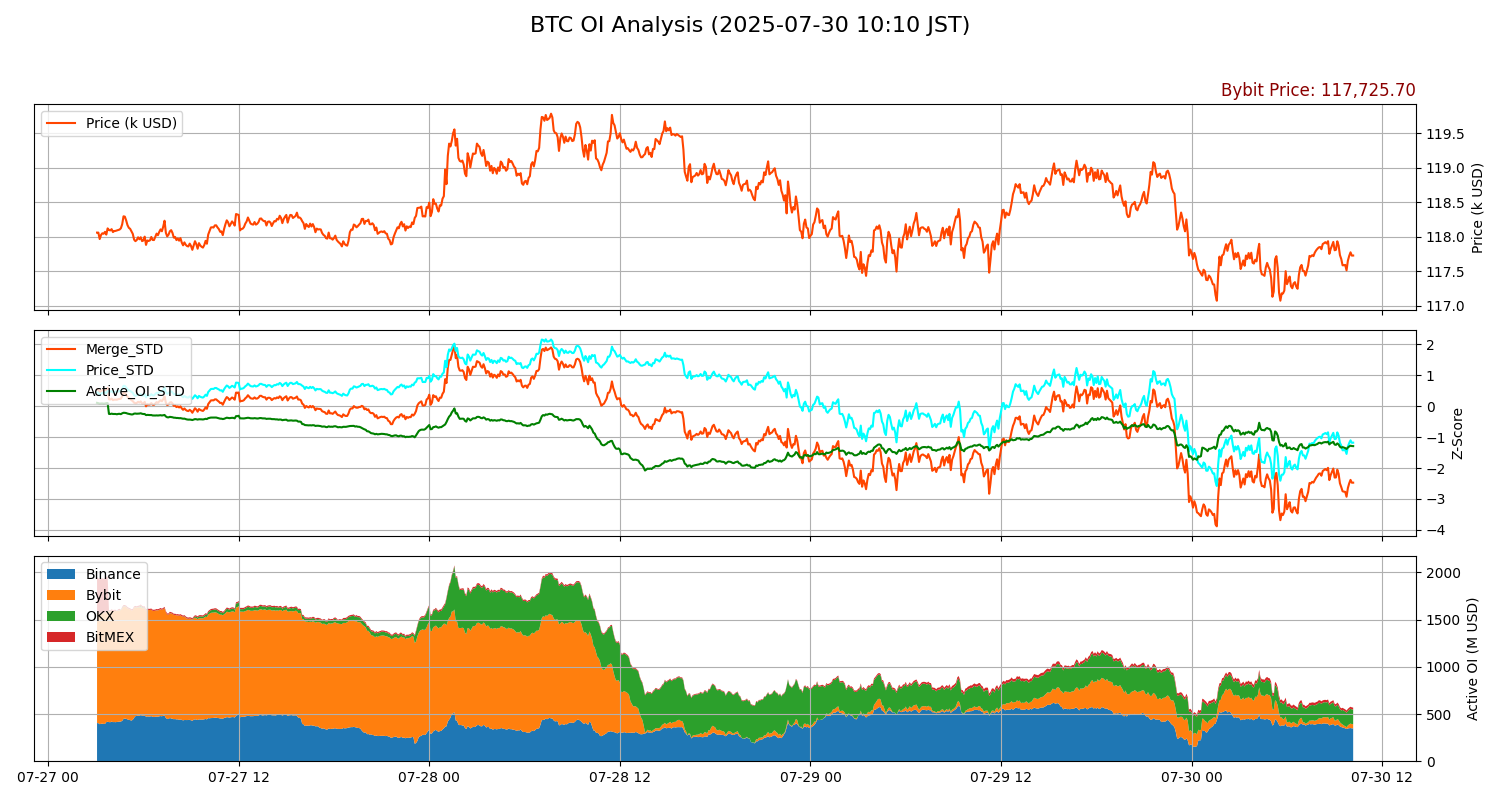 BTC OI Analysis (2025-07-30 10:10 JST)
Bybit Price: 117,725.70
Price (k USD)
119.5
119.0
118.5
118.0
117.5
117.0
Price (k USD)
Merge_STD
Price_STD
Active_OI_STD
2
1
0
−1
−2
−3
−4
Z-Score
Binance
Bybit
OKX
BitMEX
2000
1500
1000
500
0
Active OI (M USD)
07-27 00
07-27 12
07-28 00
07-28 12
07-29 00
07-29 12
07-30 00
07-30 12